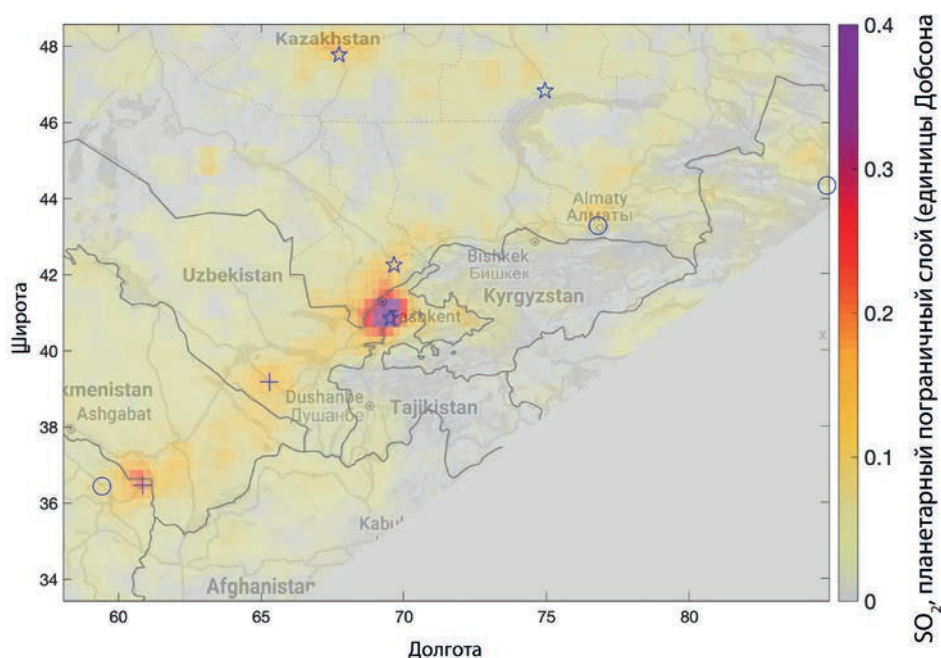 48
46
44
42
40
38
36
34
Широта
60
65
70
75
80
Долгота
Kazakhstan
Almaty
Алматы
Bishkek
Бишкек
Kyrgyzstan
Uzbekistan
ashkent
kmenistan
Ashgabat
Dushanbe
Душанбе
Tajikistan
Kabul
Afghanistan
0.4
0.3
0.2
0.1
0
SO2, планетарный пограничный слой (единицы Добсона)